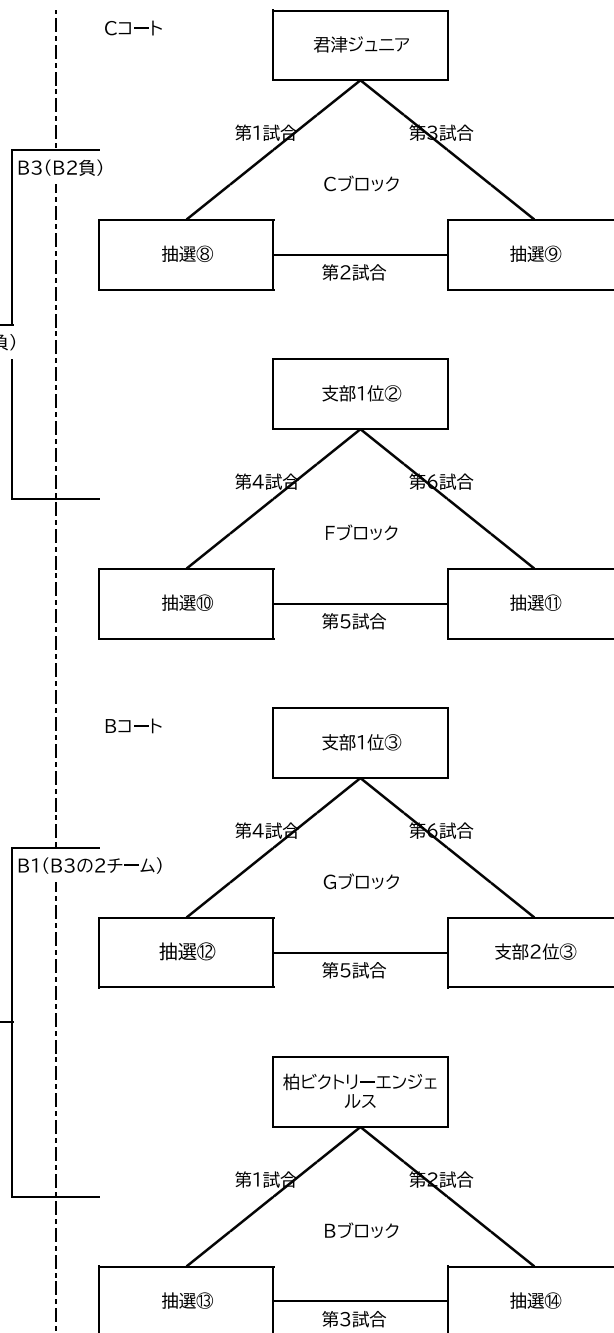 Cコート
君津ジュニア
第1試合
第3試合
B3(B2負)
Cブロック
抽選⑧
抽選⑨
第2試合
負)
支部1位②
第4試合
第6試合
Fブロック
抽選⑩
抽選⑪
第5試合
Bコート
支部1位③
第4試合
第6試合
B1(B3の2チーム)
Gブロック
抽選⑫
支部2位③
第5試合
柏ビクトリーエンジェ
ルス
第1試合
第2試合
Bブロック
抽選⑬
抽選⑭
第3試合